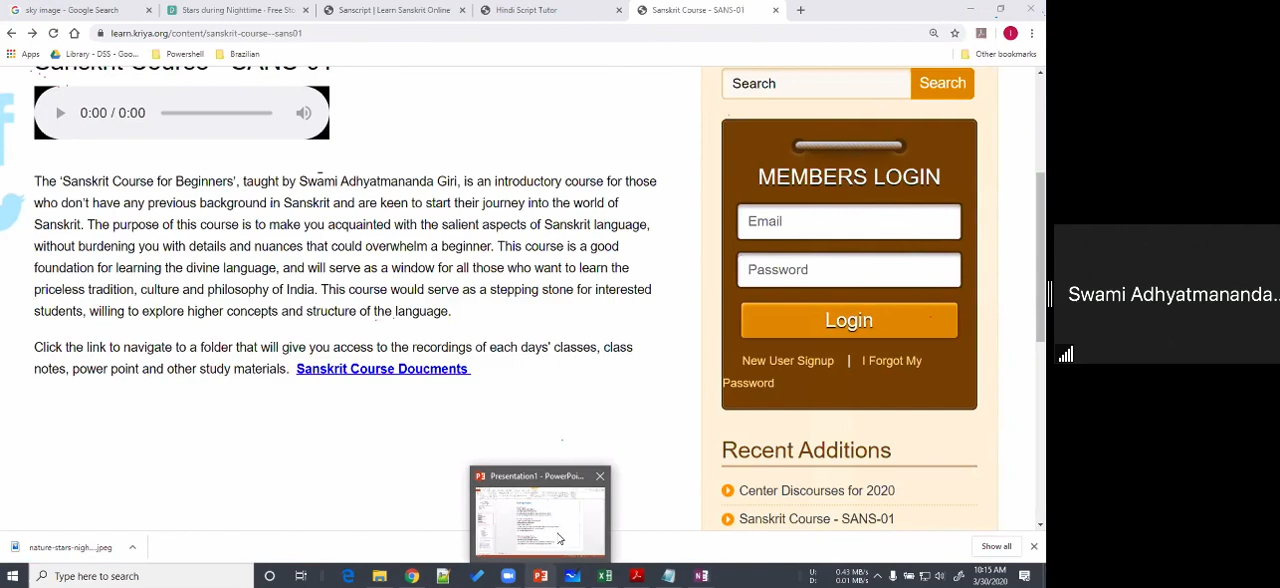 sky image - Google Search
Stars during Nighttime · Free Sto
Sanscript | Learn Sanskrit Online
Hindi Script Tutor
Sanskrit Course - SANS-01
learn.kriya.org/content/sanskrit-course--sans01
Apps
Library - DSS - Goo...
Powershell
Brazilian
Other bookmarks
Sanskrit Course - SANS-01
0:00 / 0:00
The ‘Sanskrit Course for Beginners’, taught by Swami Adhyatmananda Giri, is an introductory course for those
who don’t have any previous background in Sanskrit and are keen to start their journey into the world of
Sanskrit. The purpose of this course is to make you acquainted with the salient aspects of Sanskrit language,
without burdening you with details and nuances that could overwhelm a beginner. This course is a good
foundation for learning the divine language, and will serve as a window for all those who want to learn the
priceless tradition, culture and philosophy of India. This course would serve as a stepping stone for interested
students, willing to explore higher concepts and structure of the language.
Click the link to navigate to a folder that will give you access to the recordings of each days' classes, class
notes, power point and other study materials. Sanskrit Course Doucments
Search
Search
MEMBERS LOGIN
Email
Password
Login
New User Signup | I Forgot My
Password
Recent Additions
Center Discourses for 2020
Sanskrit Course - SANS-01
Swami Adhyatmananda...
Presentation1 - PowerPoi...
nature-stars-nigh....jpeg
Show all
Type here to search
U: 0.43 MB/s
D: 0.01 MB/s
10:15 AM
3/30/2020